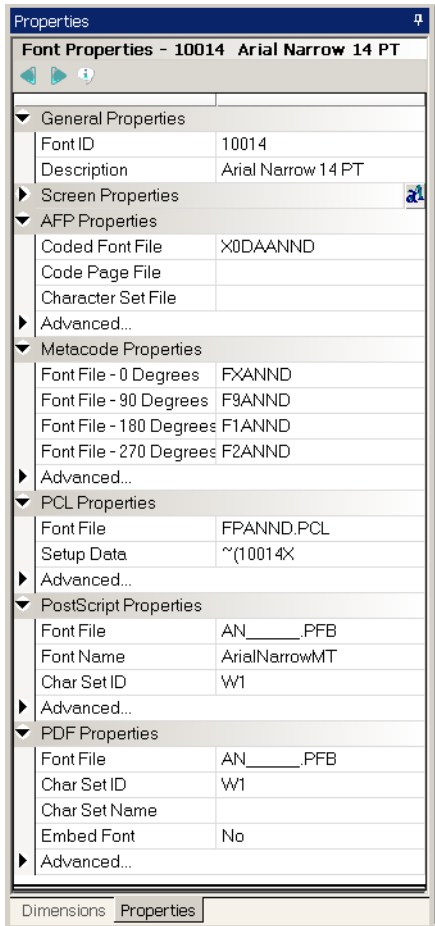 Properties
Font Properties - 10014 Arial Narrow 14 PT
General Properties
Font ID 10014
Description Arial Narrow 14 PT
Screen Properties
AFP Properties
Coded Font File X0DAANND
Code Page File
Character Set File
Advanced...
Metacode Properties
Font File - 0 Degrees FXANND
Font File - 90 Degrees F9ANND
Font File - 180 Degrees F1ANND
Font File - 270 Degrees F2ANND
Advanced...
PCL Properties
Font File FPANND.PCL
Setup Data ~(10014X
Advanced...
PostScript Properties
Font File AN______.PFB
Font Name ArialNarrowMT
Char Set ID W1
Advanced...
PDF Properties
Font File AN______.PFB
Char Set ID W1
Char Set Name
Embed Font No
Advanced...
Dimensions Properties